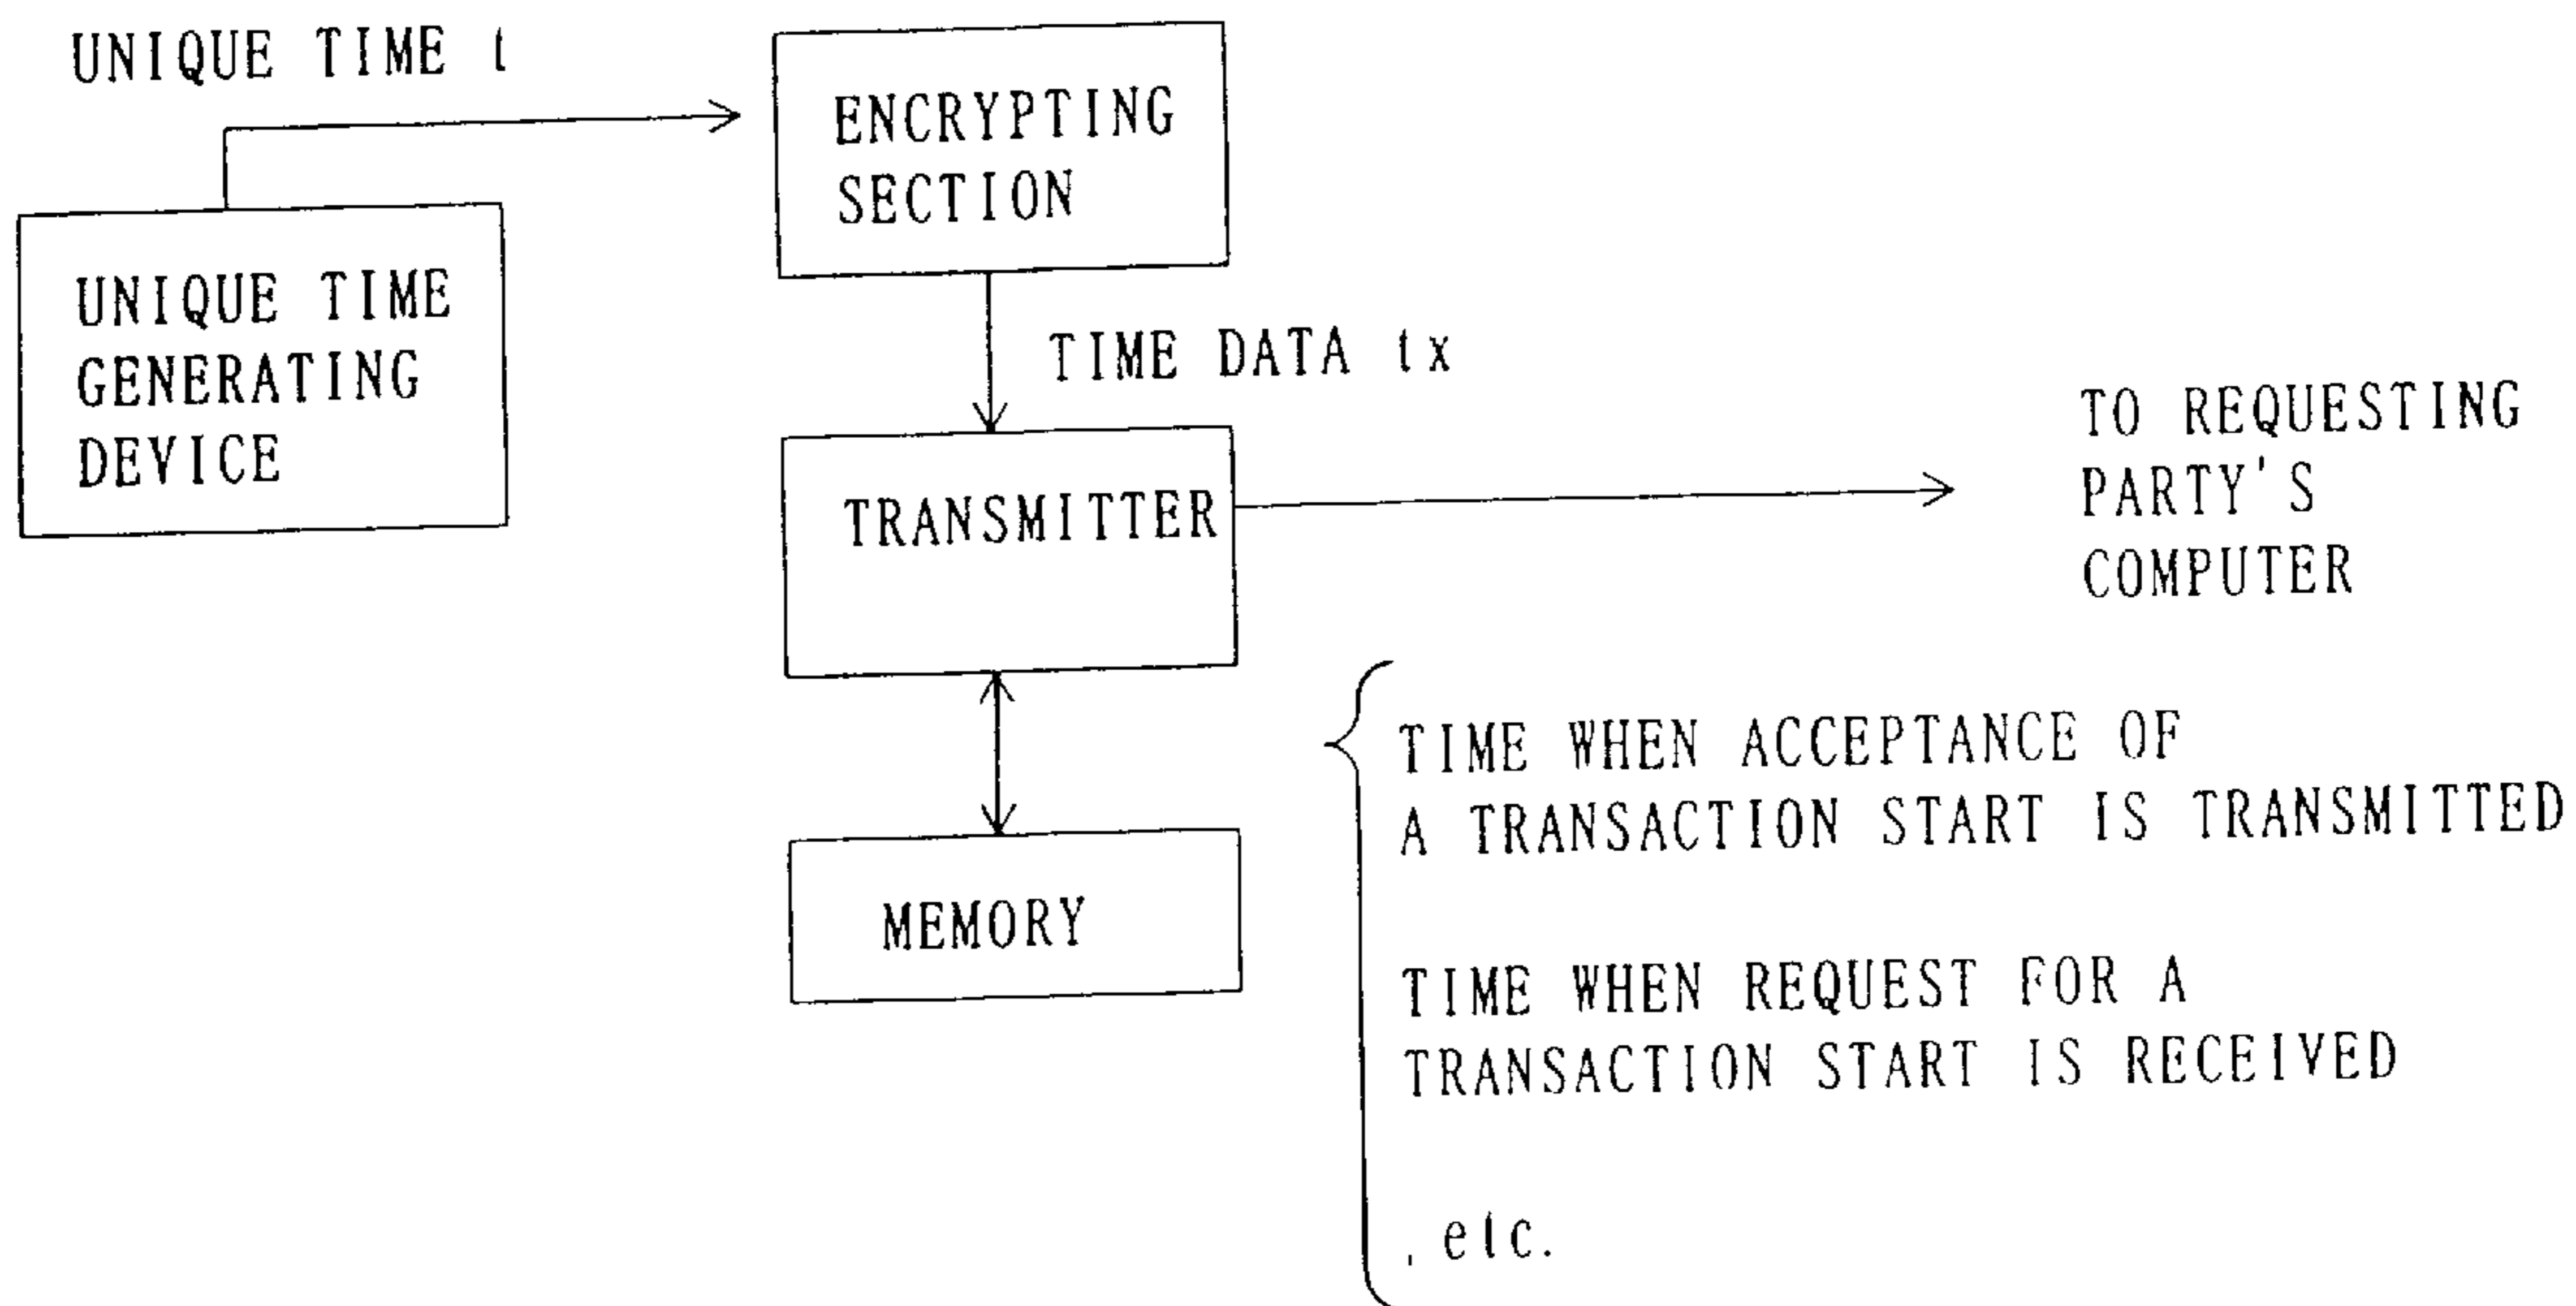 UNIQUE TIME t
ENCRYPTING
SECTION
UNIQUE TIME
GENERATING
DEVICE
TIME DATA tx
TRANSMITTER
TO REQUESTING
PARTY'S
COMPUTER
MEMORY
TIME WHEN ACCEPTANCE OF
A TRANSACTION START IS TRANSMITTED
TIME WHEN REQUEST FOR A
TRANSACTION START IS RECEIVED
, etc.